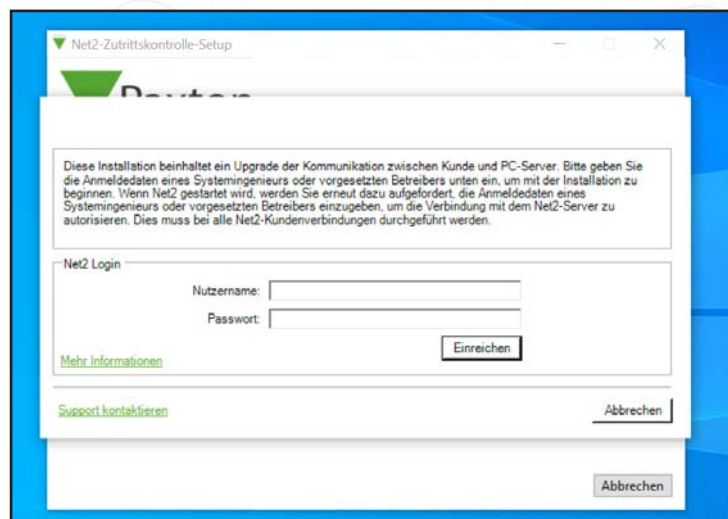 Net2-Zutrittskontrolle-Setup
Paxton
Diese Installation beinhaltet ein Upgrade der Kommunikation zwischen Kunde und PC-Server. Bitte geben Sie
die Anmeldedaten eines Systemingenieurs oder vorgesetzten Betreibers unten ein, um mit der Installation zu
beginnen. Wenn Net2 gestartet wird, werden Sie erneut dazu aufgefordert, die Anmeldedaten eines
Systemingenieurs oder vorgesetzten Betreibers einzugeben, um die Verbindung mit dem Net2-Server zu
autorisieren. Dies muss bei alle Net2-Kundenverbindungen durchgeführt werden.
Net2 Login
Nutzername:
Passwort:
Einreichen
Mehr Informationen
Support kontaktieren
Abbrechen
Abbrechen